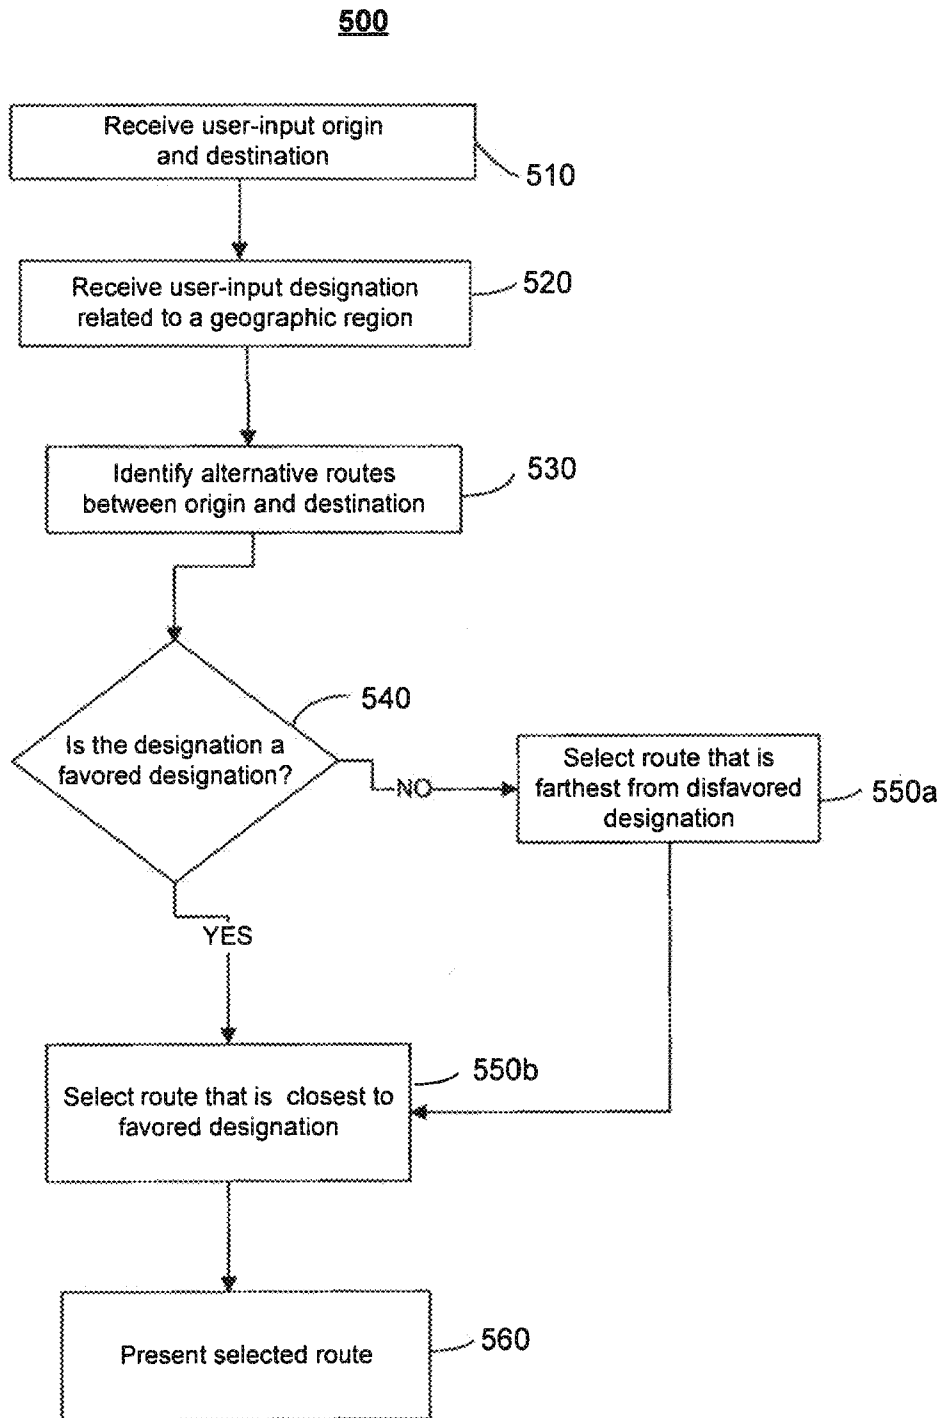 500
Receive user-input origin
and destination
510
Receive user-input designation
related to a geographic region
520
Identify alternative routes
between origin and destination
530
Is the designation a
favored designation?
540
NO
Select route that is
farthest from disfavored
designation
550a
YES
Select route that is closest to
favored designation
550b
Present selected route
560